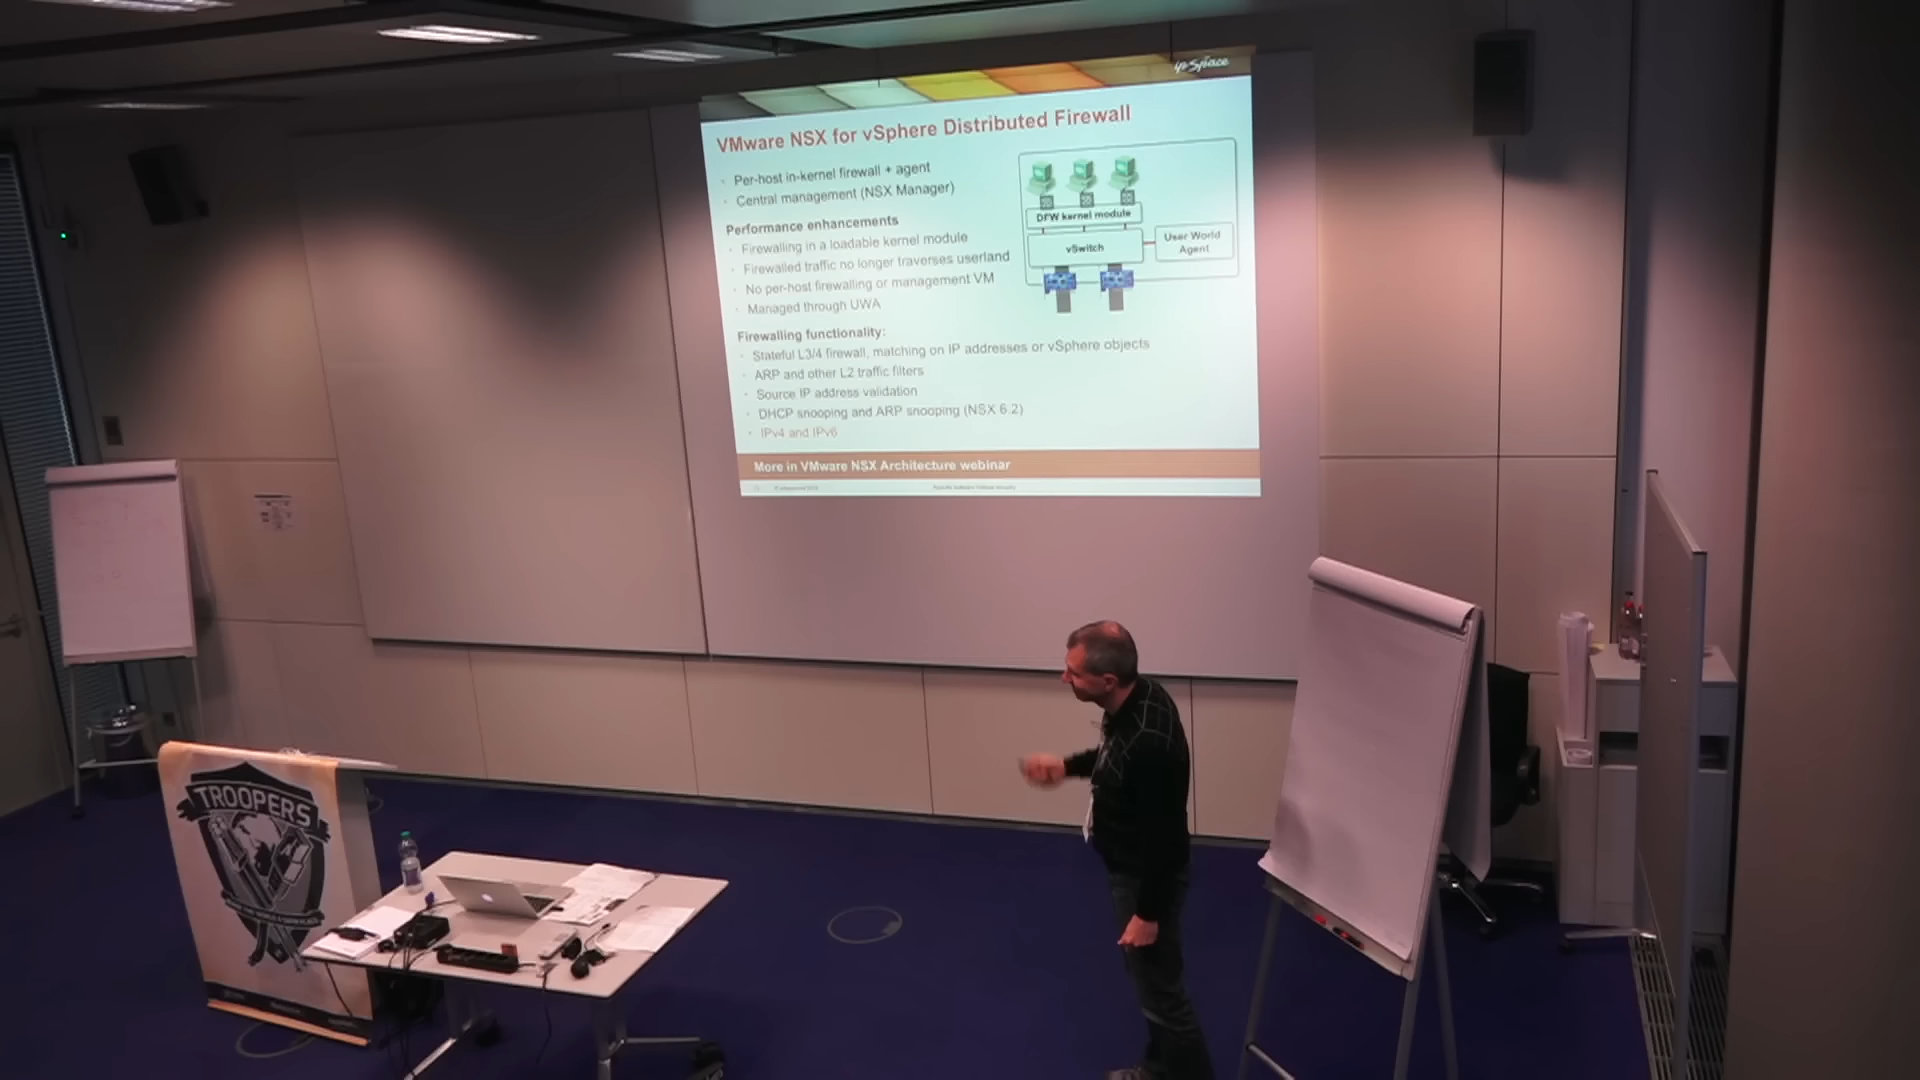 ipSpace
VMware NSX for vSphere Distributed Firewall
Per-host in-kernel firewall + agent
Central management (NSX Manager)
Performance enhancements
Firewalling in a loadable kernel module
Firewalled traffic no longer traverses userland
No per-host firewalling or management VM
Managed through UWA
Firewalling functionality:
Stateful L3/4 firewall, matching on IP addresses or vSphere objects
ARP and other L2 traffic filters
Source IP address validation
DHCP snooping and ARP snooping (NSX 6.2)
IPv4 and IPv6
DFW kernel module
vSwitch
User World
Agent
More in VMware NSX Architecture webinar
TROOPERS